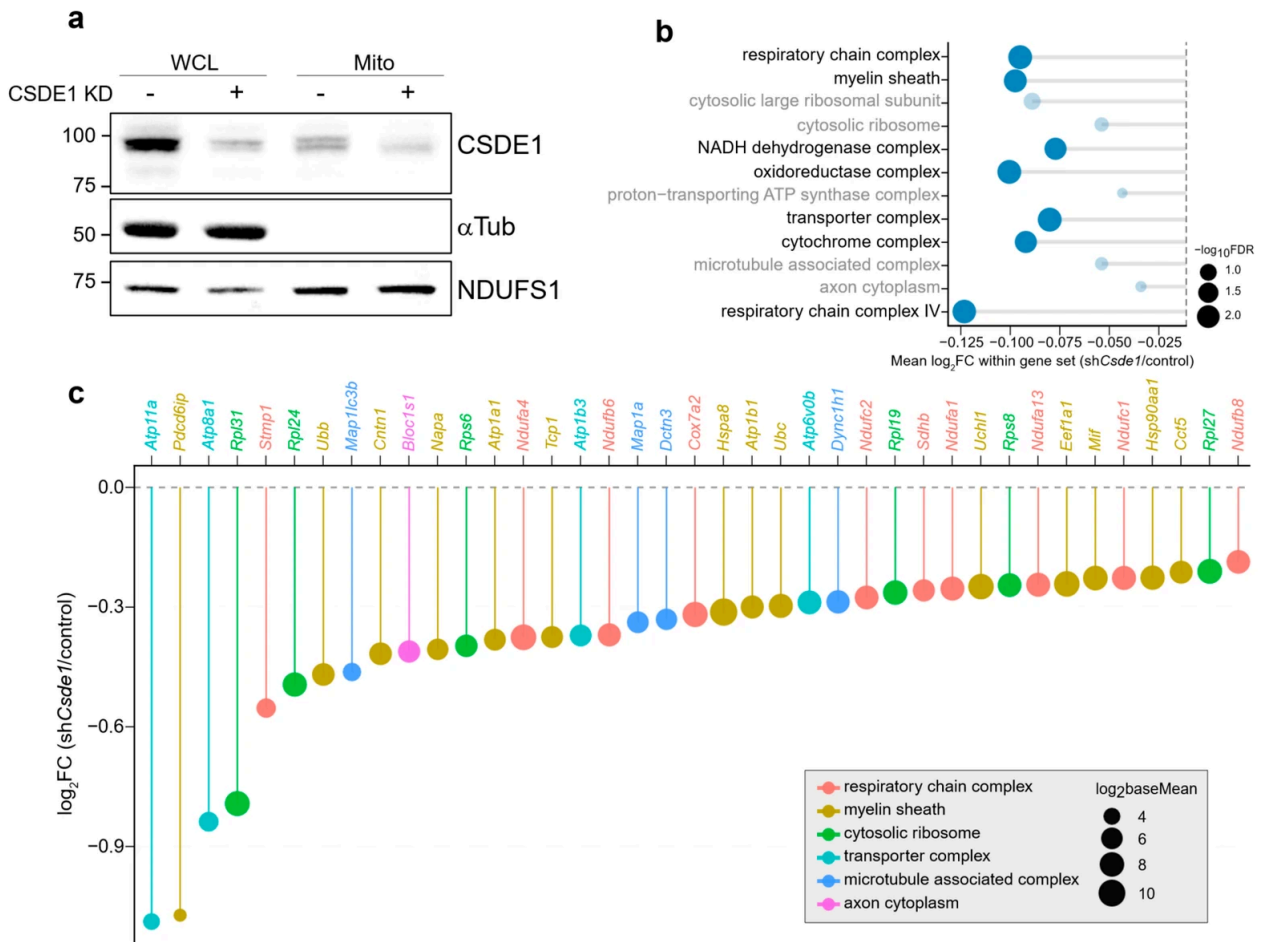 a
WCL Mito
CSDE1 KD - + - +
100
CSDE1
75
50
αTub
75
NDUFS1
b
respiratory chain complex
myelin sheath
cytosolic large ribosomal subunit
cytosolic ribosome
NADH dehydrogenase complex
oxidoreductase complex
proton−transporting ATP synthase complex
transporter complex
cytochrome complex
microtubule associated complex
axon cytoplasm
respiratory chain complex IV
−0.125 −0.100 −0.075 −0.050 −0.025
Mean log2FC within gene set (shCsde1/control)
−log10FDR
1.0
1.5
2.0
c
Atp11a
Pdcd6ip
Atp8a1
Rpl31
Stmp1
Rpl24
Ubb
Map1lc3b
Cntn1
Bloc1s1
Napa
Rps6
Atp1a1
Ndufa4
Tcp1
Atp1b3
Ndufb6
Map1a
Dctn3
Cox7a2
Hspa8
Atp1b1
Ubc
Atp6v0b
Dync1h1
Ndufc2
Rpl19
Sdhb
Ndufa1
Uchl1
Rps8
Ndufa13
Eef1a1
Mif
Ndufc1
Hsp90aa1
Cct5
Rpl27
Ndufb8
0.0
−0.3
−0.6
−0.9
log2FC (shCsde1/control)
respiratory chain complex
myelin sheath
cytosolic ribosome
transporter complex
microtubule associated complex
axon cytoplasm
log2baseMean
4
6
8
10